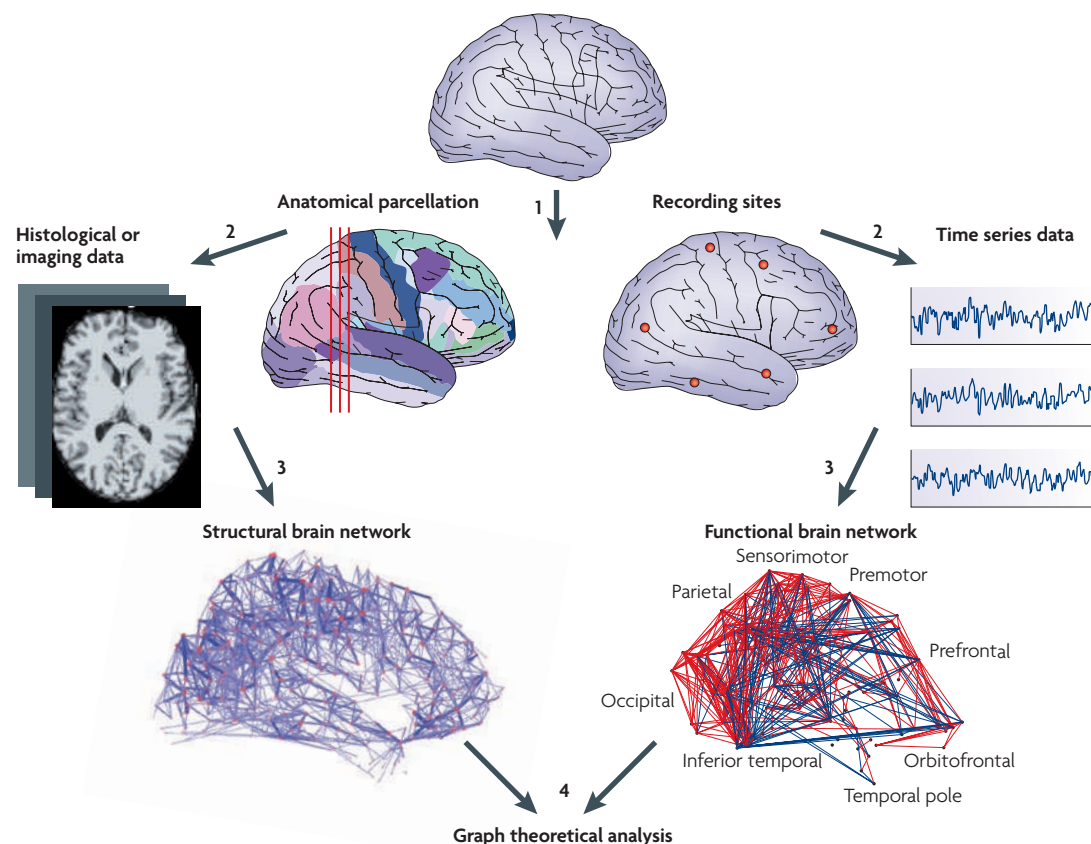 Anatomical parcellation
1
Recording sites
2
2
Histological or
imaging data
Time series data
3
3
Structural brain network
Functional brain network
Sensorimotor
Premotor
Parietal
Prefrontal
Occipital
Inferior temporal
Orbitofrontal
Temporal pole
4
Graph theoretical analysis